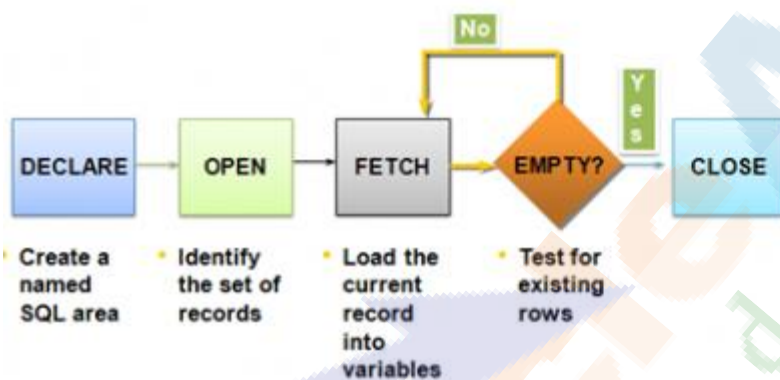 No
Yes
DECLARE
OPEN
FETCH
EMPTY?
CLOSE
Create a
named
SQL area
Identify
the set of
records
Load the
current
record
into
variables
Test for
existing
rows